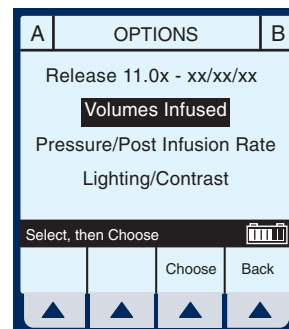 A OPTIONS B
Release 11.0x - xx/xx/xx
Volumes Infused
Pressure/Post Infusion Rate
Lighting/Contrast
Select, then Choose
Choose Back